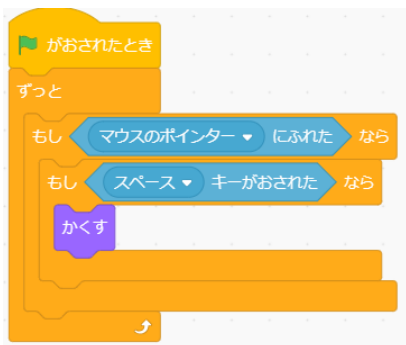 がおされたとき
ずっと
もし マウスのポインター にふれた なら
もし スペース キーがおされた なら
かくす